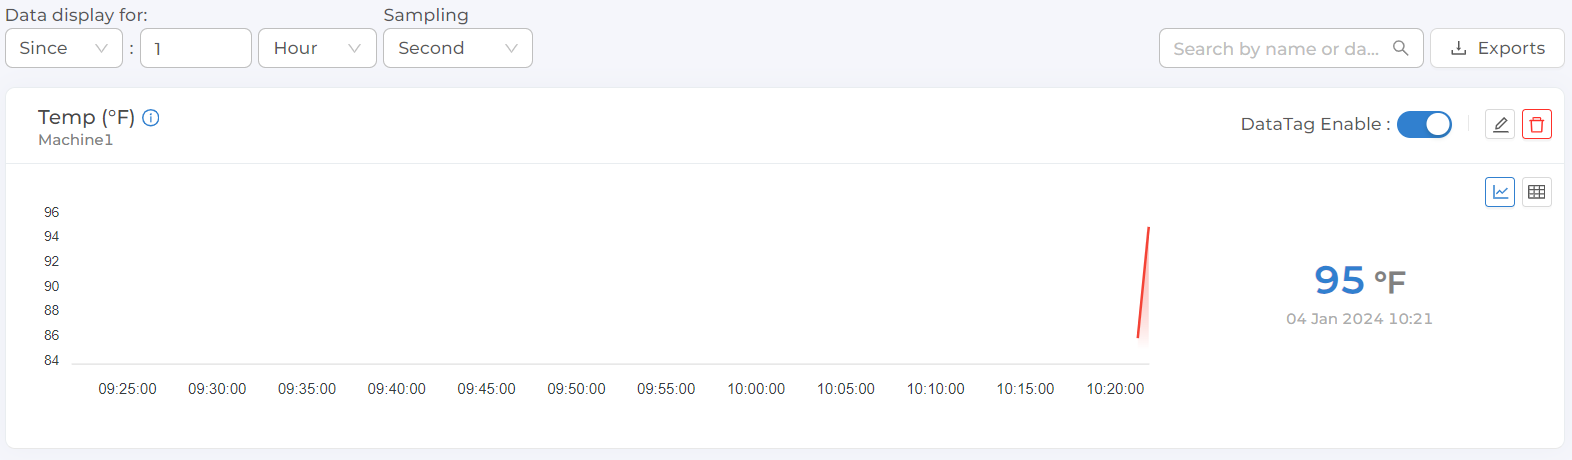 Data display for:
Sampling
Since : 1 Hour Second
Search by name or da...
Exports
Temp (°F)
Machine1
DataTag Enable :
96
94
92
90
88
86
84
09:25:00 09:30:00 09:35:00 09:40:00 09:45:00 09:50:00 09:55:00 10:00:00 10:05:00 10:10:00 10:15:00 10:20:00
95 °F
04 Jan 2024 10:21